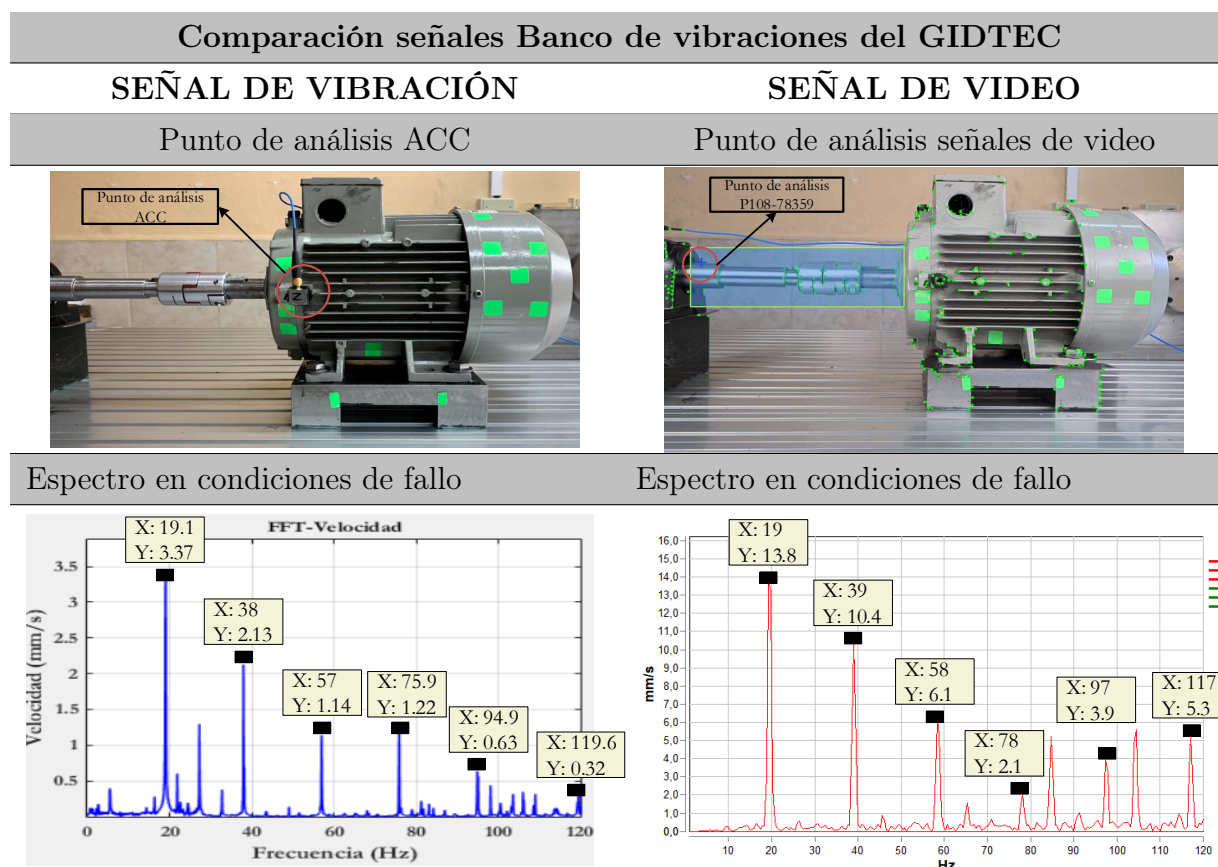 Comparación señales Banco de vibraciones del GIDTEC
SEÑAL DE VIBRACIÓN
SEÑAL DE VIDEO
Punto de análisis ACC
Punto de análisis señales de video
Punto de análisis
ACC
Punto de análisis
P108-78359
Espectro en condiciones de fallo
Espectro en condiciones de fallo
FFT-Velocidad
X: 19.1
Y: 3.37
X: 38
Y: 2.13
X: 57
Y: 1.14
X: 75.9
Y: 1.22
X: 94.9
Y: 0.63
X: 119.6
Y: 0.32
Velocidad (mm/s)
3.5
3
2.5
2
1.5
1
0.5
0 20 40 60 80 100 120
Frecuencia (Hz)
X: 19
Y: 13.8
X: 39
Y: 10.4
X: 58
Y: 6.1
X: 78
Y: 2.1
X: 97
Y: 3.9
X: 117
Y: 5.3
mm/s
16,0
15,0
14,0
13,0
12,0
11,0
10,0
9,0
8,0
7,0
6,0
5,0
4,0
3,0
2,0
1,0
0,0
10 20 30 40 50 60 70 80 90 100 110 120
Hz